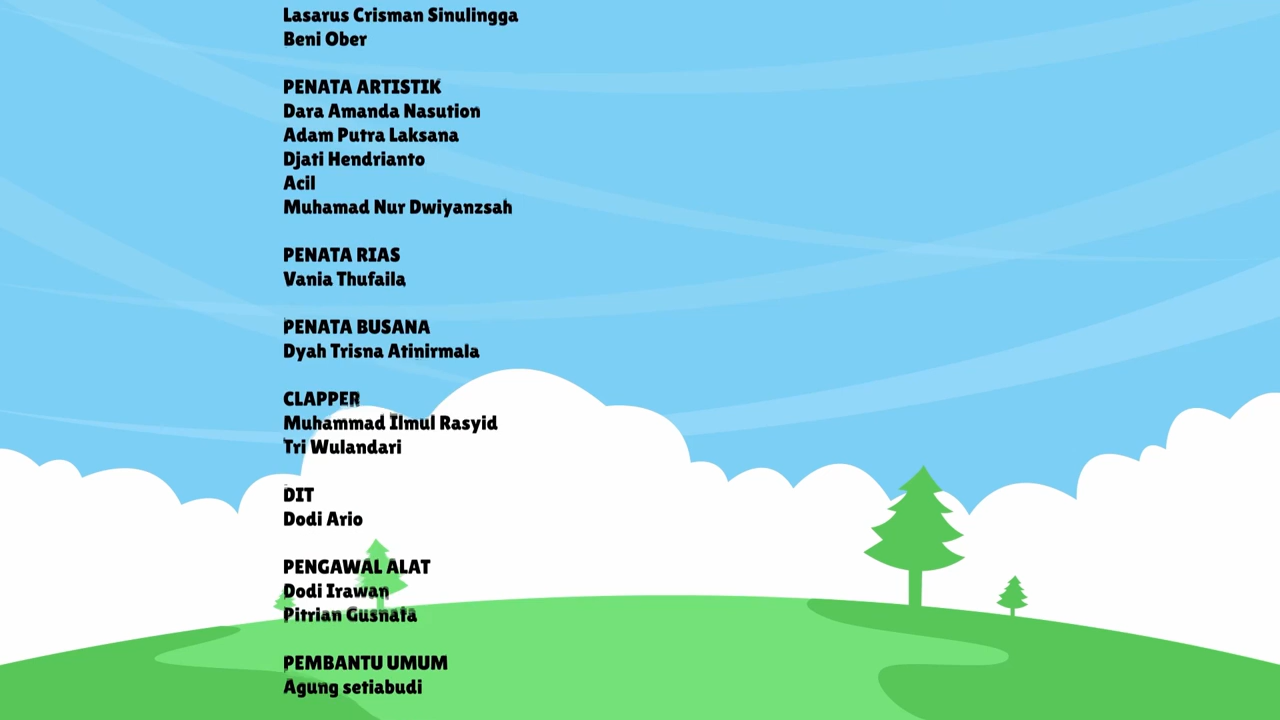 Lasarus Crisman Sinulingga
Beni Ober
PENATA ARTISTIK
Dara Amanda Nasution
Adam Putra Laksana
Djati Hendrianto
Acil
Muhamad Nur Dwiyanzsah
PENATA RIAS
Vania Thufaila
PENATA BUSANA
Dyah Trisna Atinirmala
CLAPPER
Muhammad Ilmul Rasyid
Tri Wulandari
DIT
Dodi Ario
PENGAWAL ALAT
Dodi Irawan
Pitrian Gusnata
PEMBANTU UMUM
Agung setiabudi